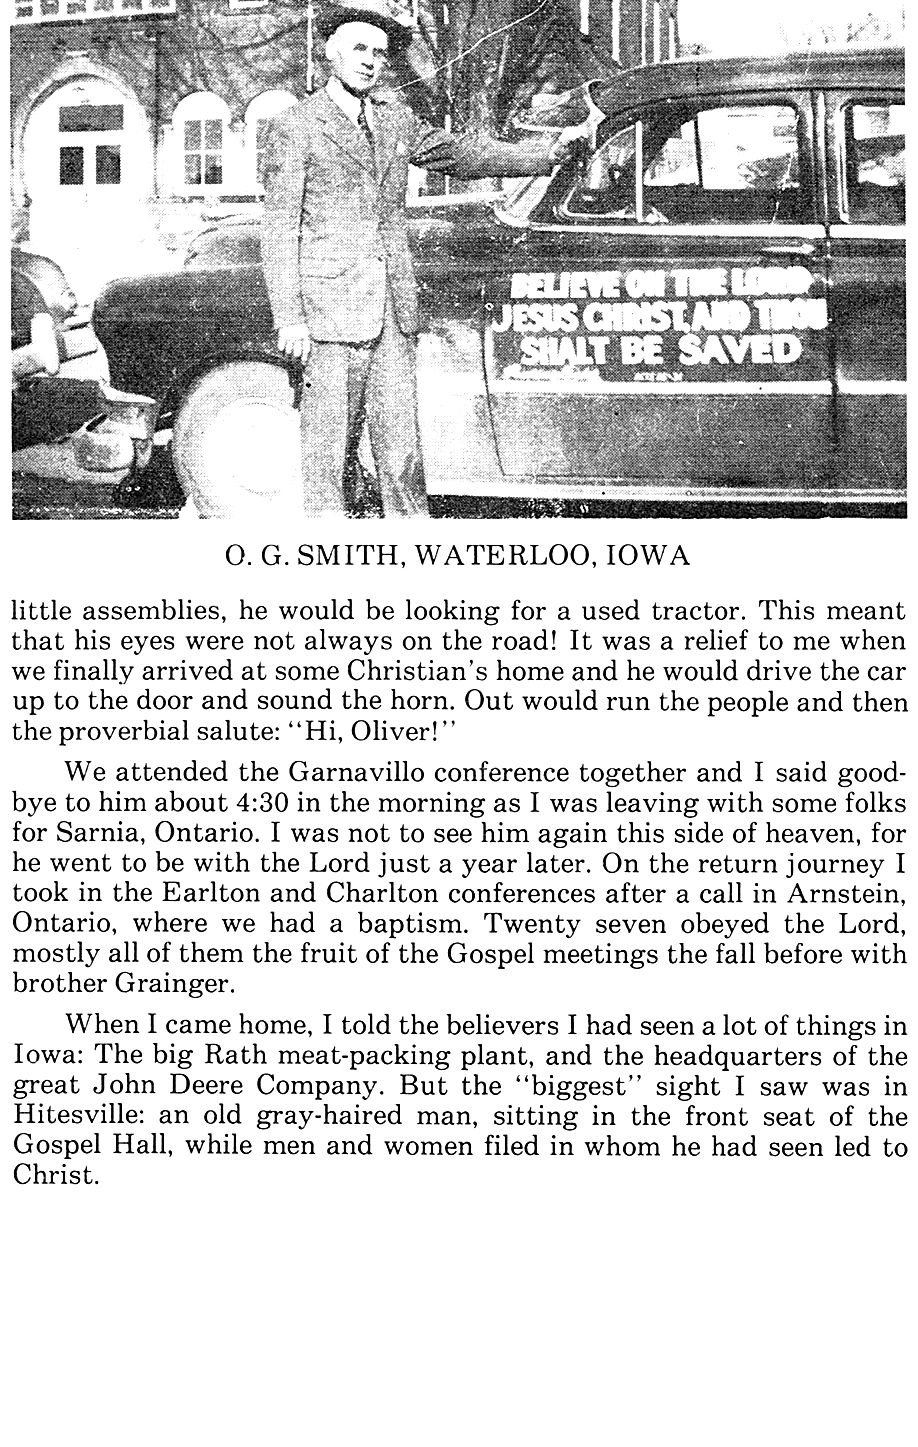 BELIEVE ON THE LORD
JESUS CHRIST, AND THOU
SHALT BE SAVED
O. G. SMITH, WATERLOO, IOWA
little assemblies, he would be looking for a used tractor. This meant
that his eyes were not always on the road! It was a relief to me when
we finally arrived at some Christian's home and he would drive the car
up to the door and sound the horn. Out would run the people and then
the proverbial salute: "Hi, Oliver!"
We attended the Garnavillo conference together and I said good-
bye to him about 4:30 in the morning as I was leaving with some folks
for Sarnia, Ontario. I was not to see him again this side of heaven, for
he went to be with the Lord just a year later. On the return journey I
took in the Earlton and Charlton conferences after a call in Arnstein,
Ontario, where we had a baptism. Twenty seven obeyed the Lord,
mostly all of them the fruit of the Gospel meetings the fall before with
brother Grainger.
When I came home, I told the believers I had seen a lot of things in
Iowa: The big Rath meat-packing plant, and the headquarters of the
great John Deere Company. But the "biggest" sight I saw was in
Hitesville: an old gray-haired man, sitting in the front seat of the
Gospel Hall, while men and women filed in whom he had seen led to
Christ.